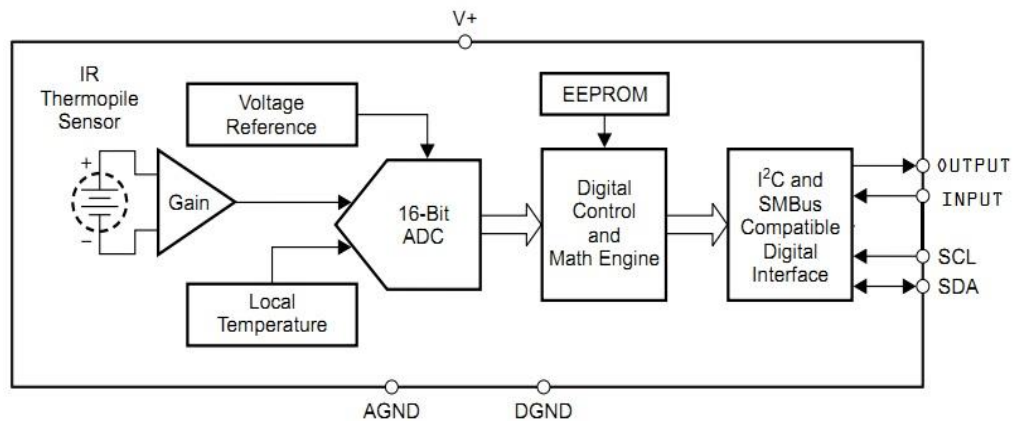 V+
IR
Thermopile
Sensor
Voltage
Reference
EEPROM
+
−
Gain
16-Bit
ADC
Digital
Control
and
Math Engine
I²C and
SMBus
Compatible
Digital
Interface
OUTPUT
INPUT
SCL
SDA
Local
Temperature
AGND
DGND